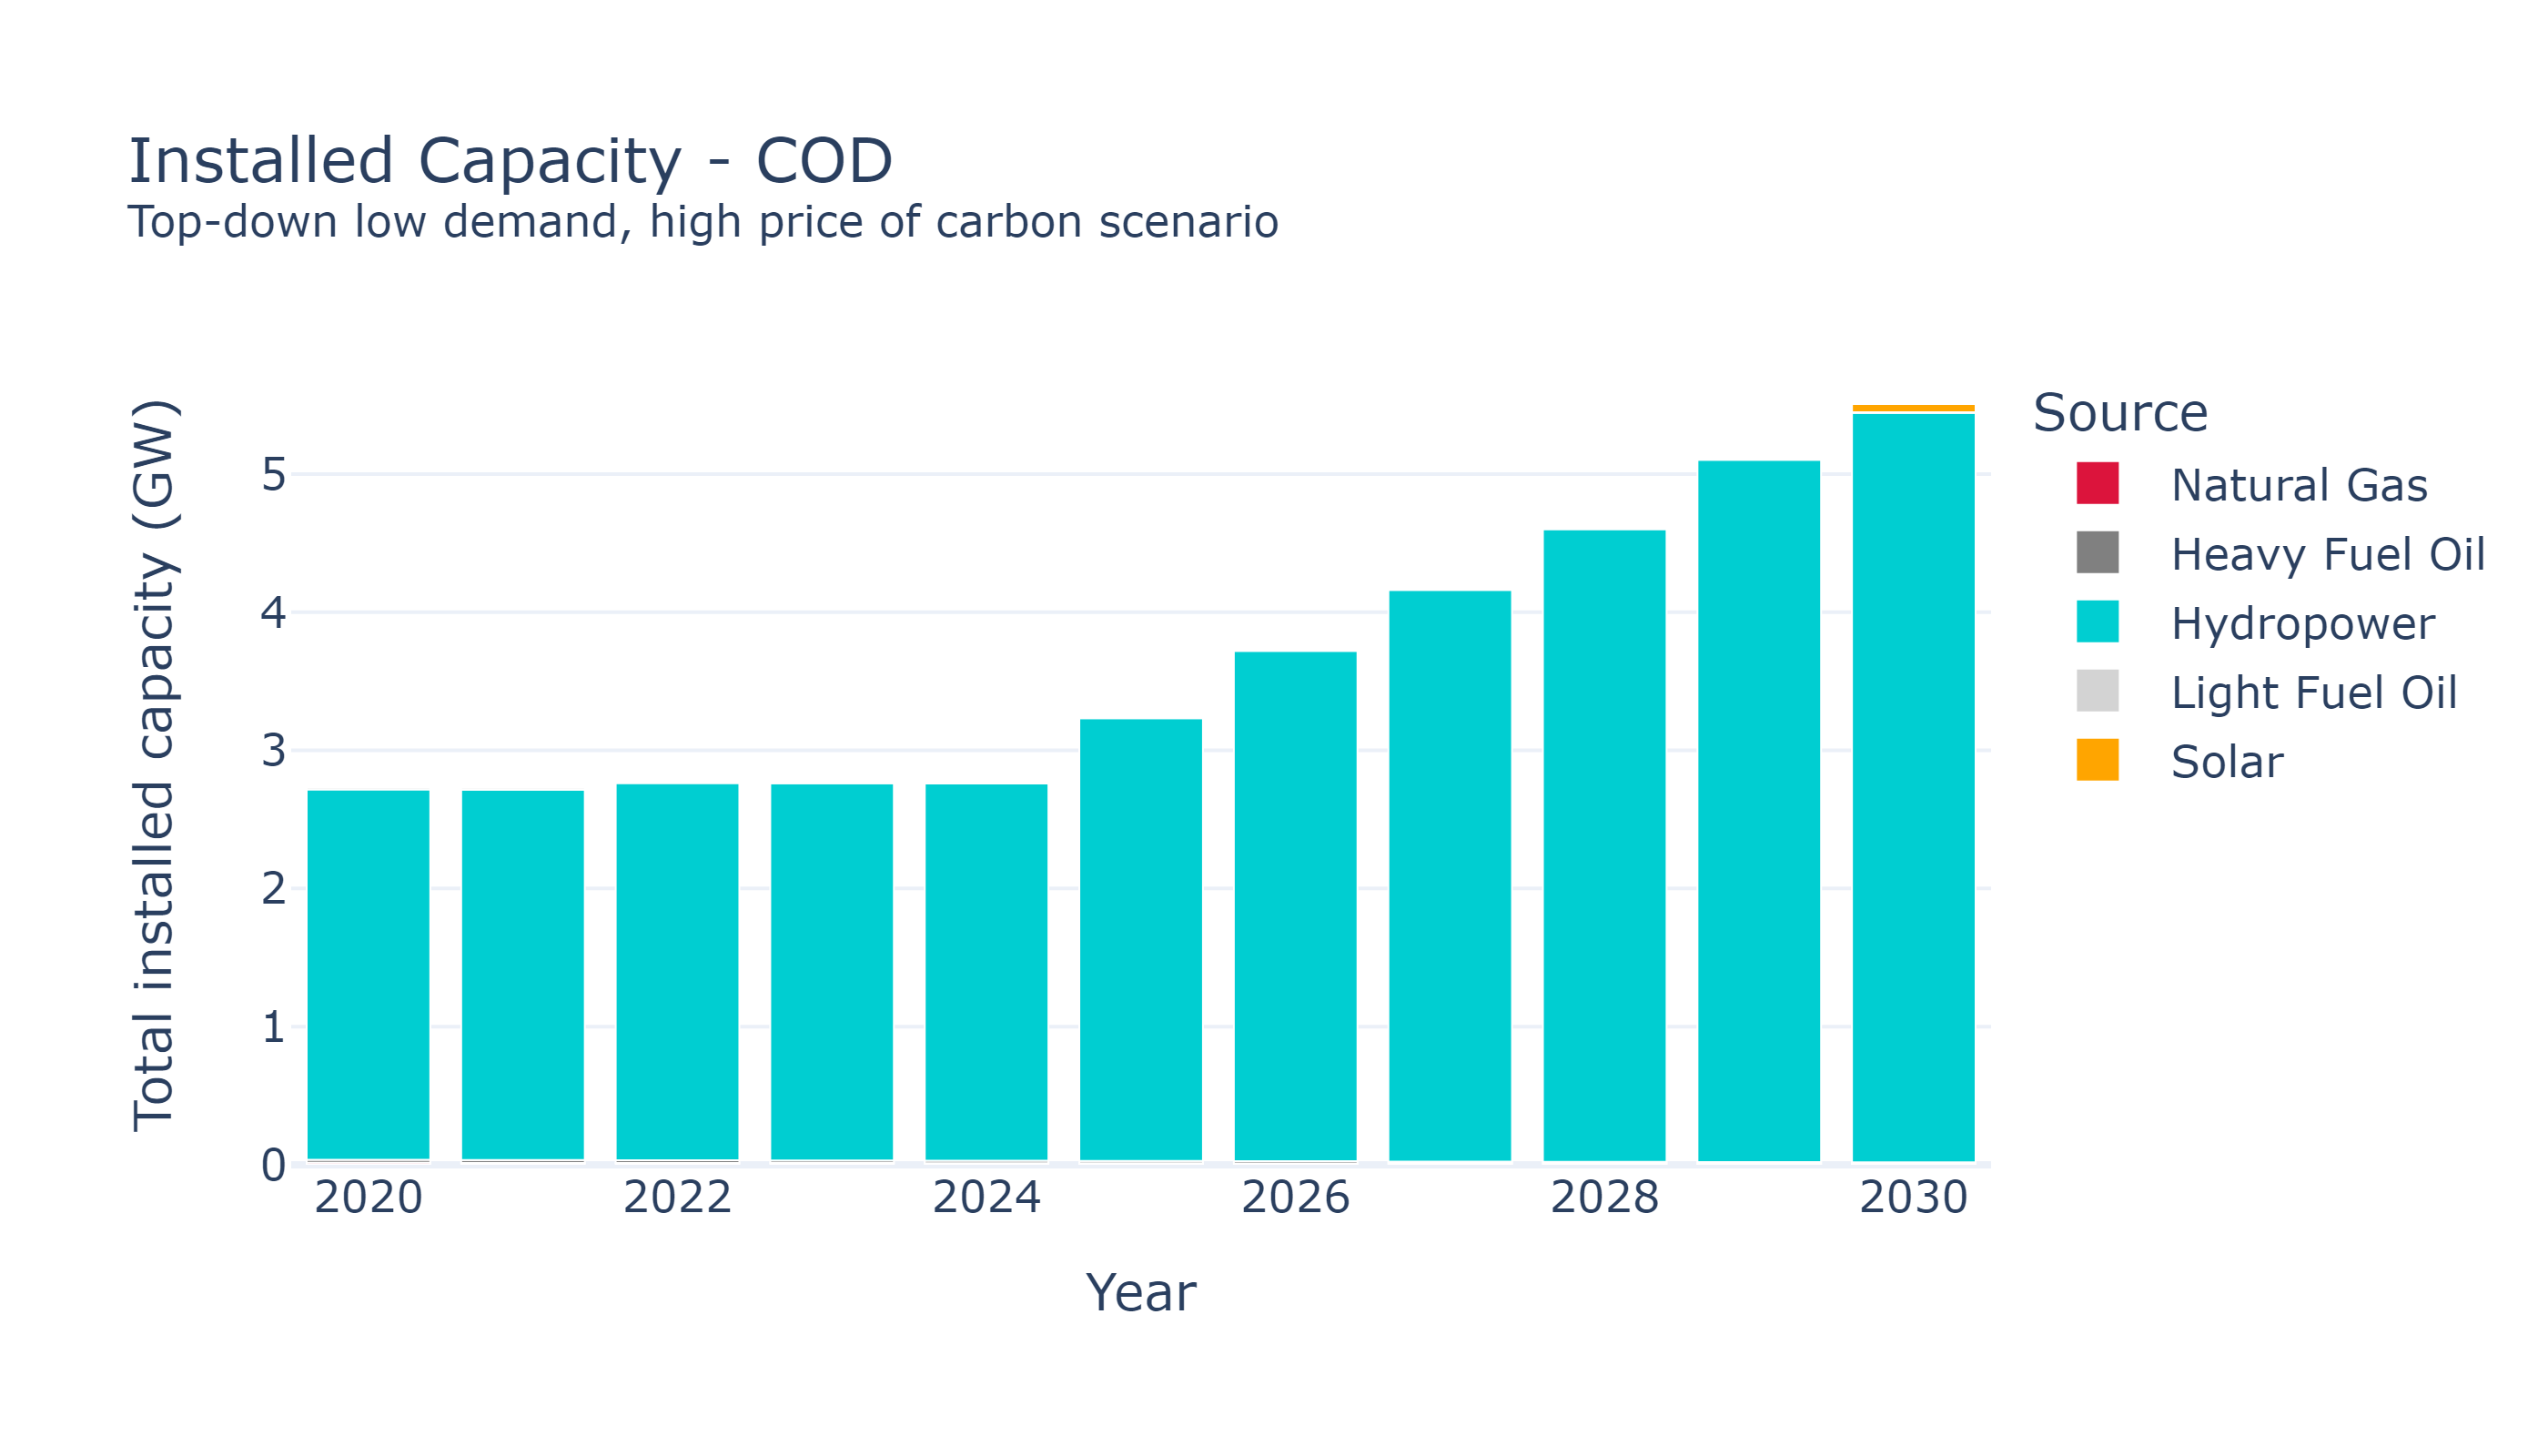 Installed Capacity - COD
Top-down low demand, high price of carbon scenario
Total installed capacity (GW)
5
4
3
2
1
0
2020
2022
2024
2026
2028
2030
Year
Source
Natural Gas
Heavy Fuel Oil
Hydropower
Light Fuel Oil
Solar